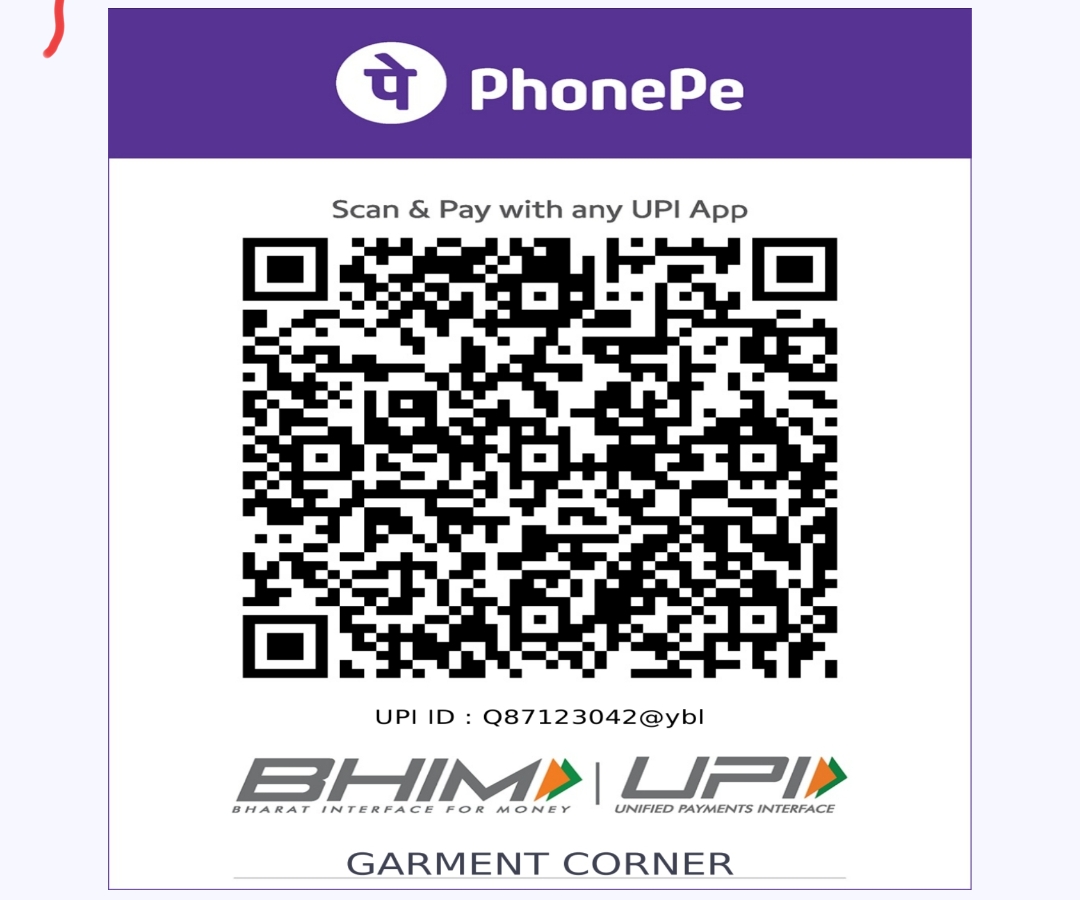 पे PhonePe
Scan & Pay with any UPI App
UPI ID : Q87123042@ybl
BHIM | UPI
BHARAT INTERFACE FOR MONEY UNIFIED PAYMENTS INTERFACE
GARMENT CORNER